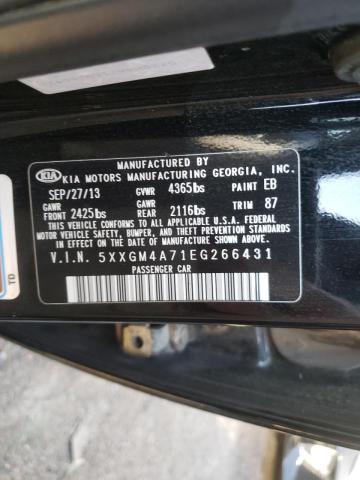 MANUFACTURED BY
KIA KIA MOTORS MANUFACTURING GEORGIA, INC.
SEP/27/13 GVWR 4365lbs PAINT EB
GAWR FRONT 2425lbs GAWR REAR 2116lbs TRIM 87
THIS VEHICLE CONFORMS TO ALL APPLICABLE U.S.A. FEDERAL
MOTOR VEHICLE SAFETY, BUMPER, AND THEFT PREVENTION STANDARDS
IN EFFECT ON THE DATE OF MANUFACTURE SHOWN ABOVE.
V.I.N. 5XXGM4A71EG266431
PASSENGER CAR
TD